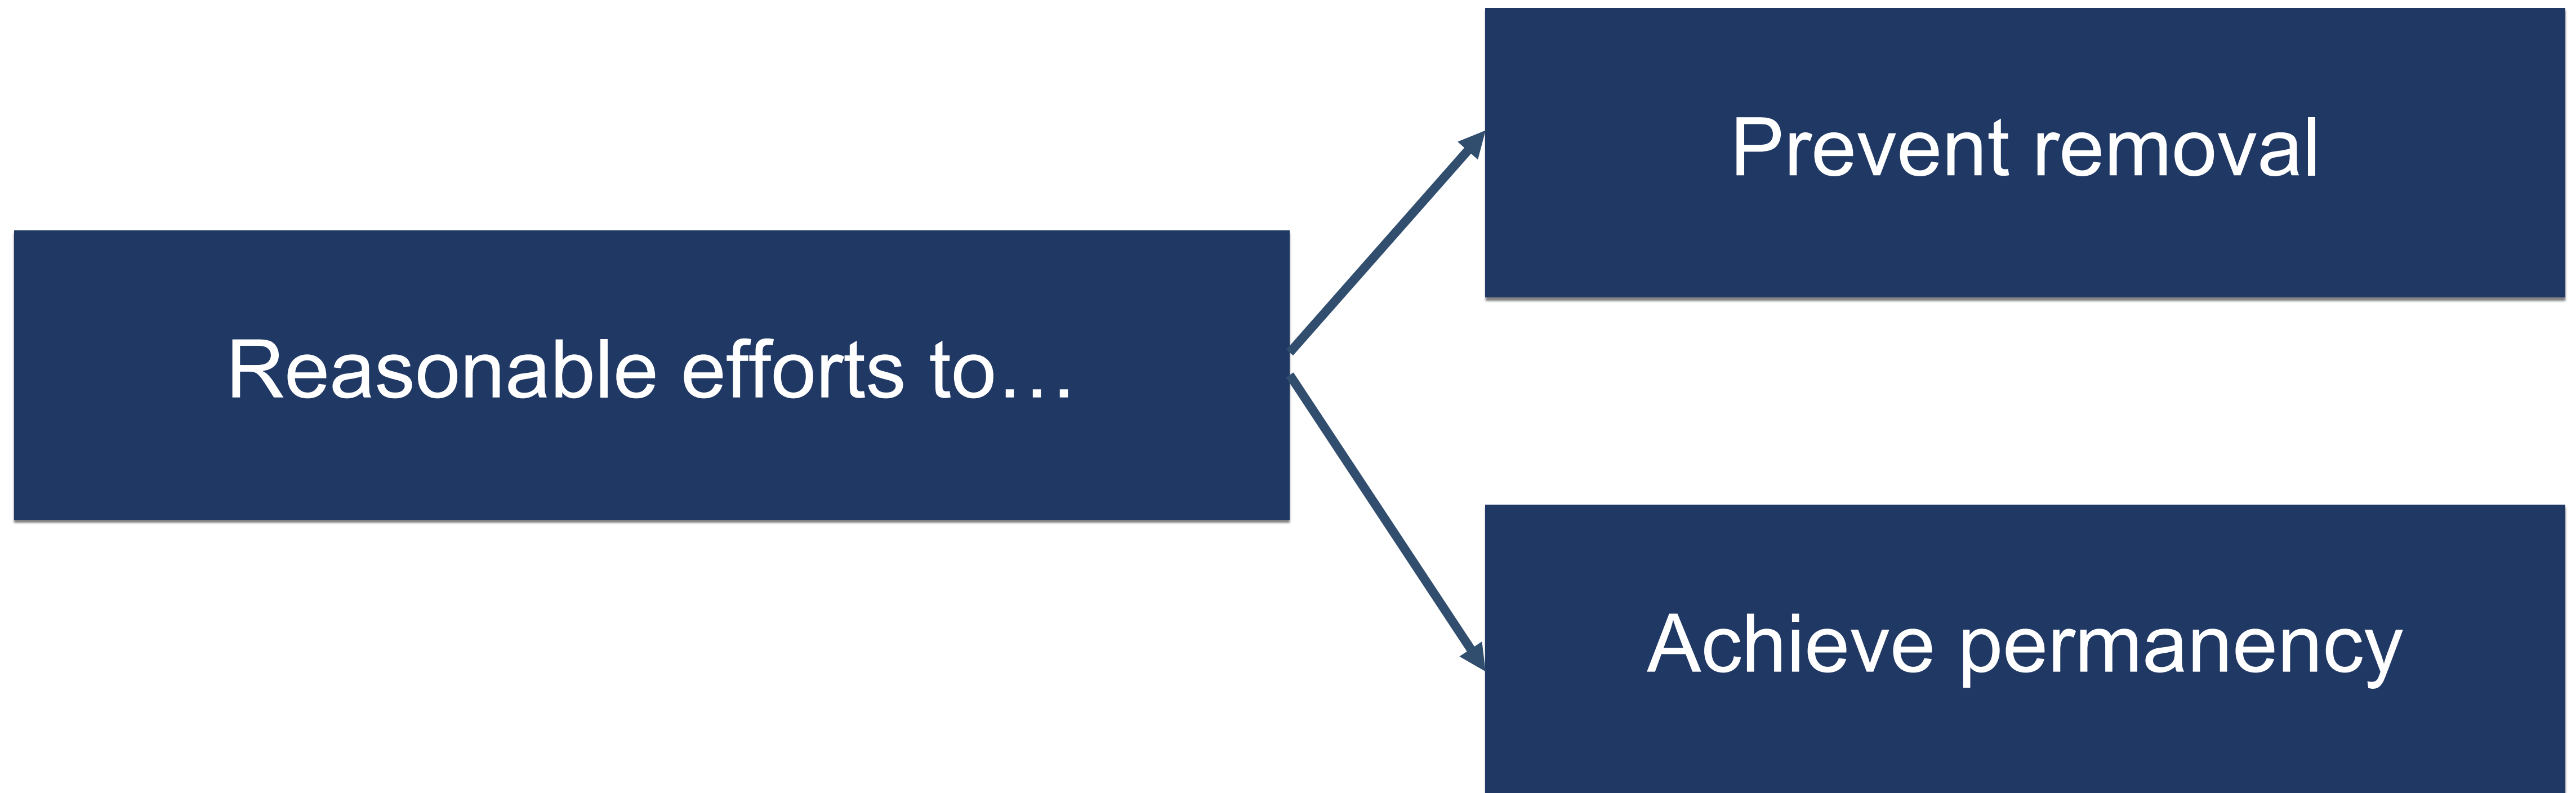 Reasonable efforts to…
Prevent removal
Achieve permanency